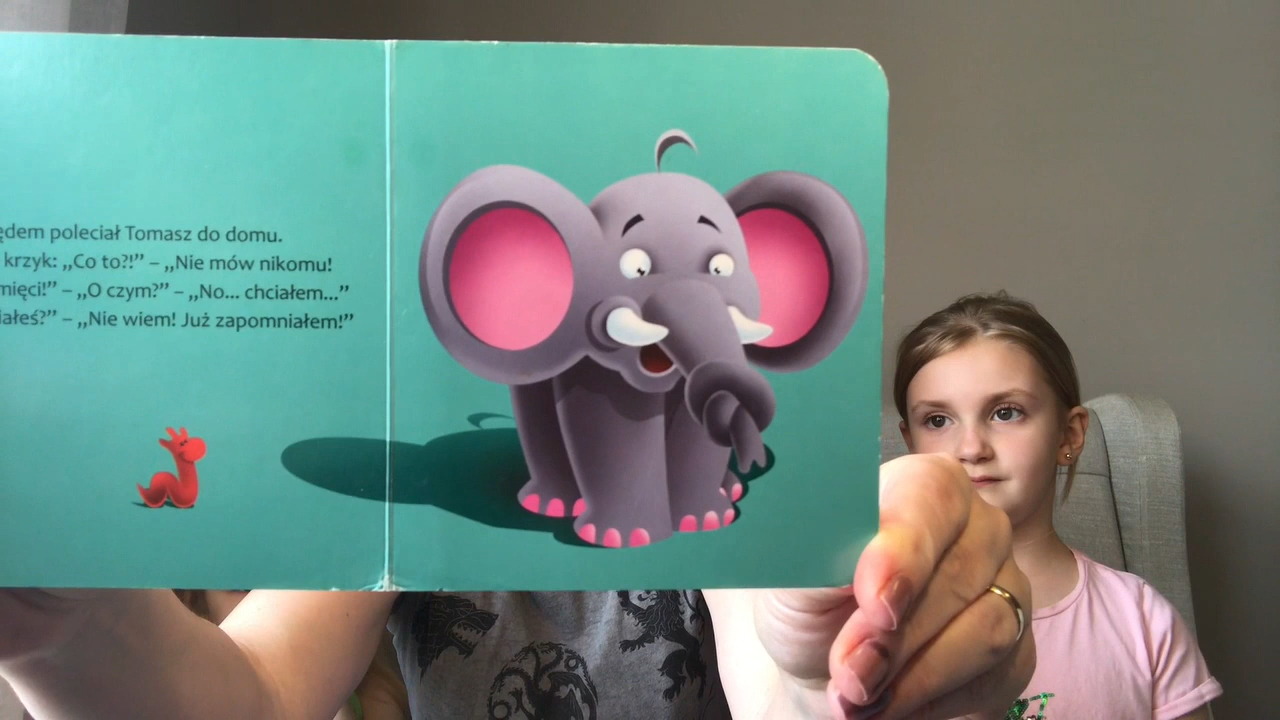 ędem poleciał Tomasz do domu.
krzyk: „Co to?!” – „Nie mów nikomu!
mięci!” – „O czym?” – „No... chciałem...”
iałeś?” – „Nie wiem! Już zapomniałem!”